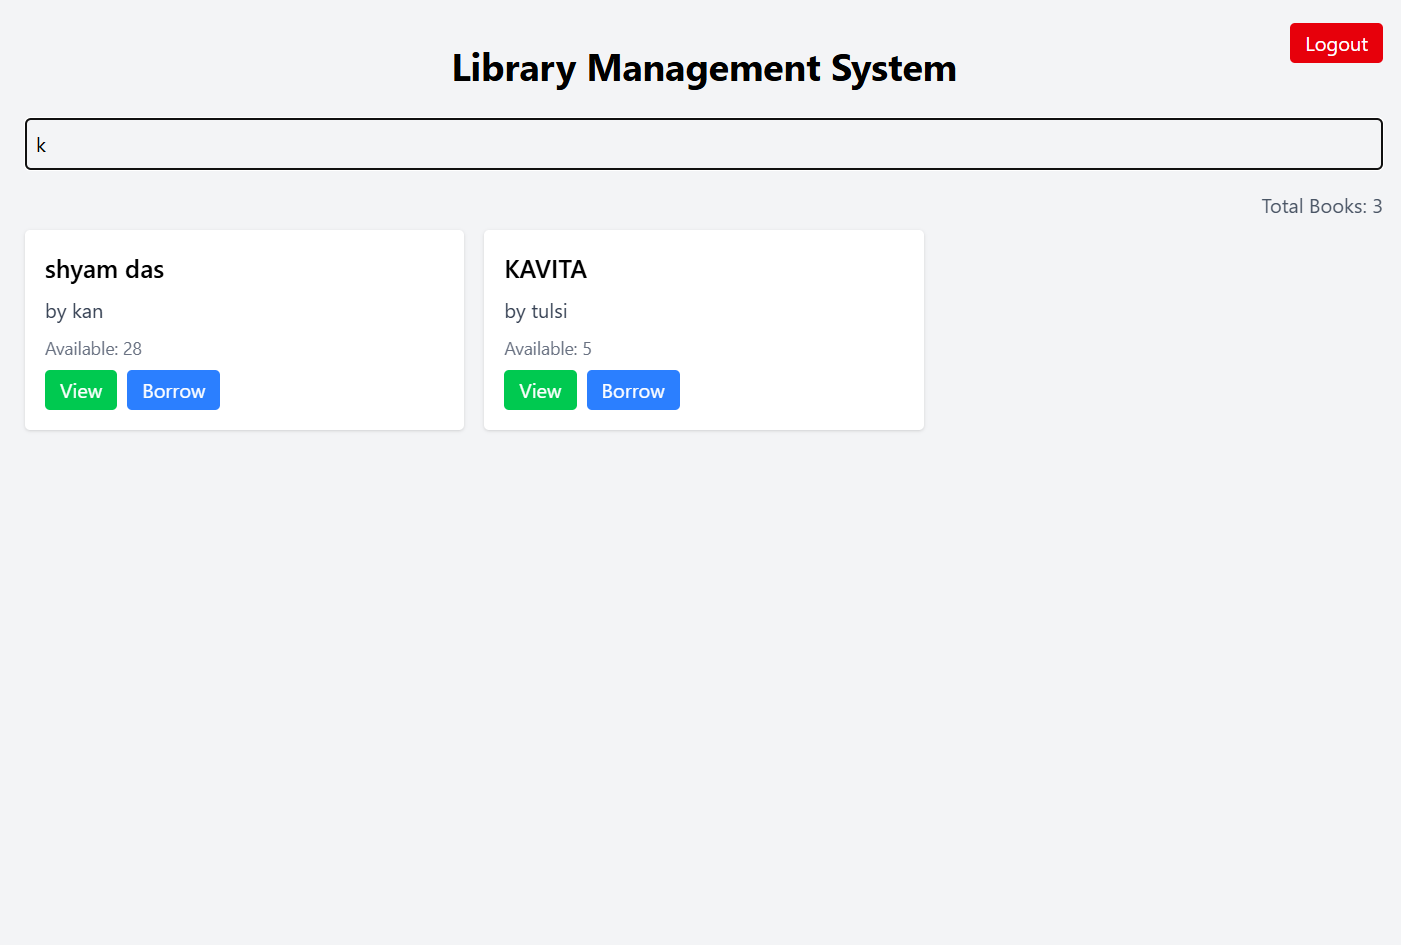 Logout
Library Management System
k
Total Books: 3
shyam das
by kan
Available: 28
View Borrow
KAVITA
by tulsi
Available: 5
View Borrow